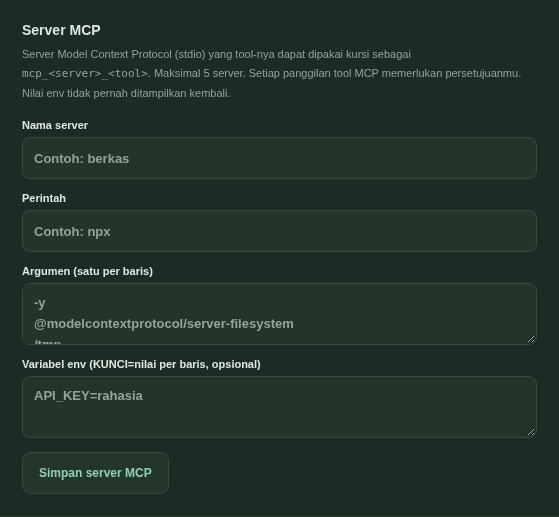 Server MCP
Server Model Context Protocol (stdio) yang tool-nya dapat dipakai kursi sebagai
mcp_<server>_<tool>. Maksimal 5 server. Setiap panggilan tool MCP memerlukan persetujuanmu.
Nilai env tidak pernah ditampilkan kembali.
Nama server
Contoh: berkas
Perintah
Contoh: npx
Argumen (satu per baris)
-y
@modelcontextprotocol/server-filesystem
/tmp
Variabel env (KUNCI=nilai per baris, opsional)
API_KEY=rahasia
Simpan server MCP